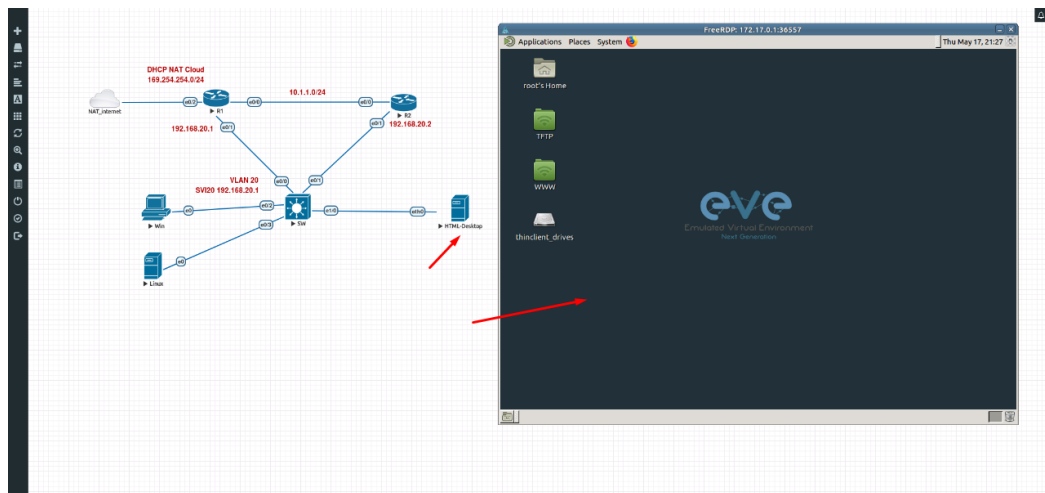 DHCP NAT Cloud
169.254.254.0/24
NAT_internet
e0/2
R1
e0/0
10.1.1.0/24
e0/0
R2
192.168.20.1
e0/1
e0/1
192.168.20.2
VLAN 20
SVI20 192.168.20.1
e0/0
e0/1
Win
e0
e0/2
SW
e1/0
eth0
HTML-Desktop
e0/3
e0
Linux
FreeRDP: 172.17.0.1:36557
Applications Places System
Thu May 17, 21:27
root's Home
TFTP
WWW
thinclient_drives
eve
Emulated Virtual Environment
Next Generation